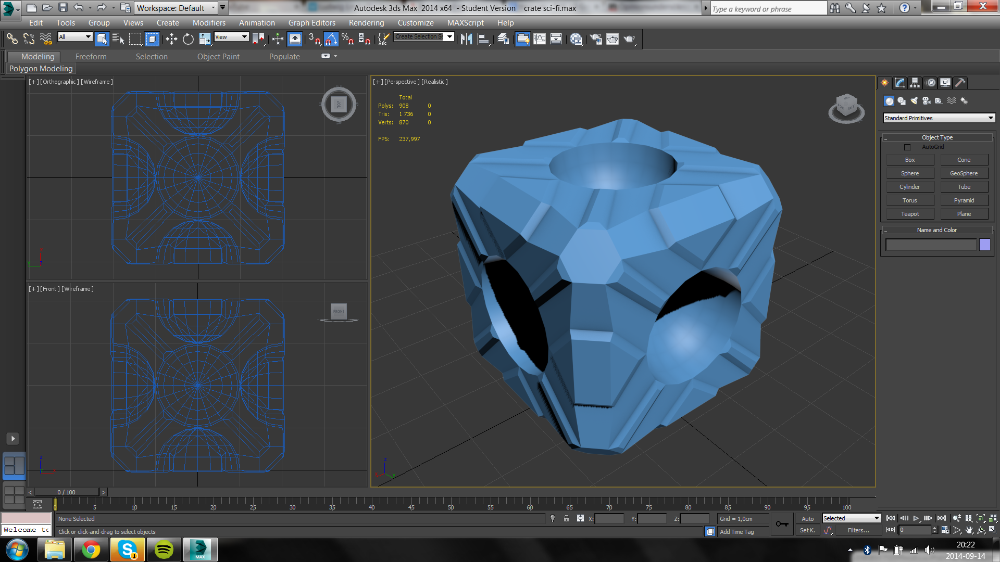 Workspace: Default
Autodesk 3ds Max 2014 x64 - Student Version crate sci-fi.max
Type a keyword or phrase
Edit Tools Group Views Create Modifiers Animation Graph Editors Rendering Customize MAXScript Help
All
View
3
ABC
Create Selection S
Modeling Freeform Selection Object Paint Populate
Polygon Modeling
[+] [Orthographic] [Wireframe]
TOP
[+] [Front] [Wireframe]
FRONT
[+] [Perspective] [Realistic]
Total
Polys: 908 0
Tris: 1 736 0
Verts: 870 0
FPS: 237,997
BACK
Standard Primitives
Object Type
AutoGrid
Box Cone
Sphere GeoSphere
Cylinder Tube
Torus Pyramid
Teapot Plane
Name and Color
0 / 100
0 5 10 15 20 25 30 35 40 45 50 55 60 65 70 75 80 85 90 95 100
None Selected
X: Y: Z:
Grid = 1,0cm
Auto
Selected
Welcome to
Click or click-and-drag to select objects
Add Time Tag
Set K.
Filters...
0
1
MAX
20:22
2014-09-14